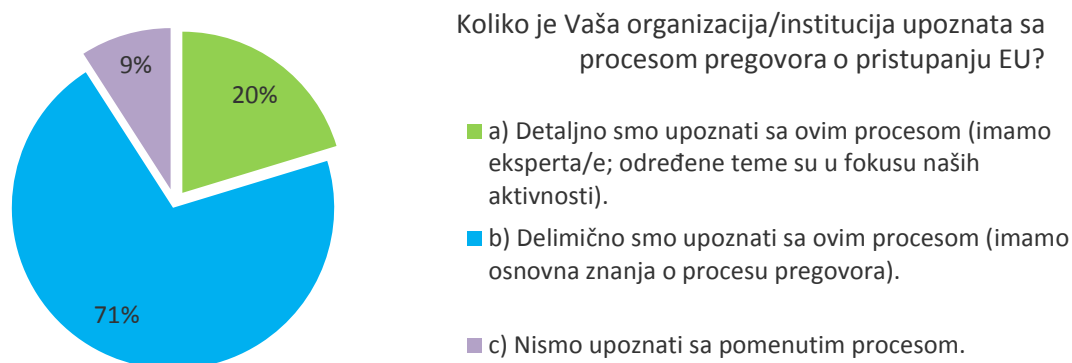 Koliko je Vaša organizacija/institucija upoznata sa
procesom pregovora o pristupanju EU?
9%
20%
71%
a) Detaljno smo upoznati sa ovim procesom (imamo
eksperta/e; određene teme su u fokusu naših
aktivnosti).
b) Delimično smo upoznati sa ovim procesom (imamo
osnovna znanja o procesu pregovora).
c) Nismo upoznati sa pomenutim procesom.